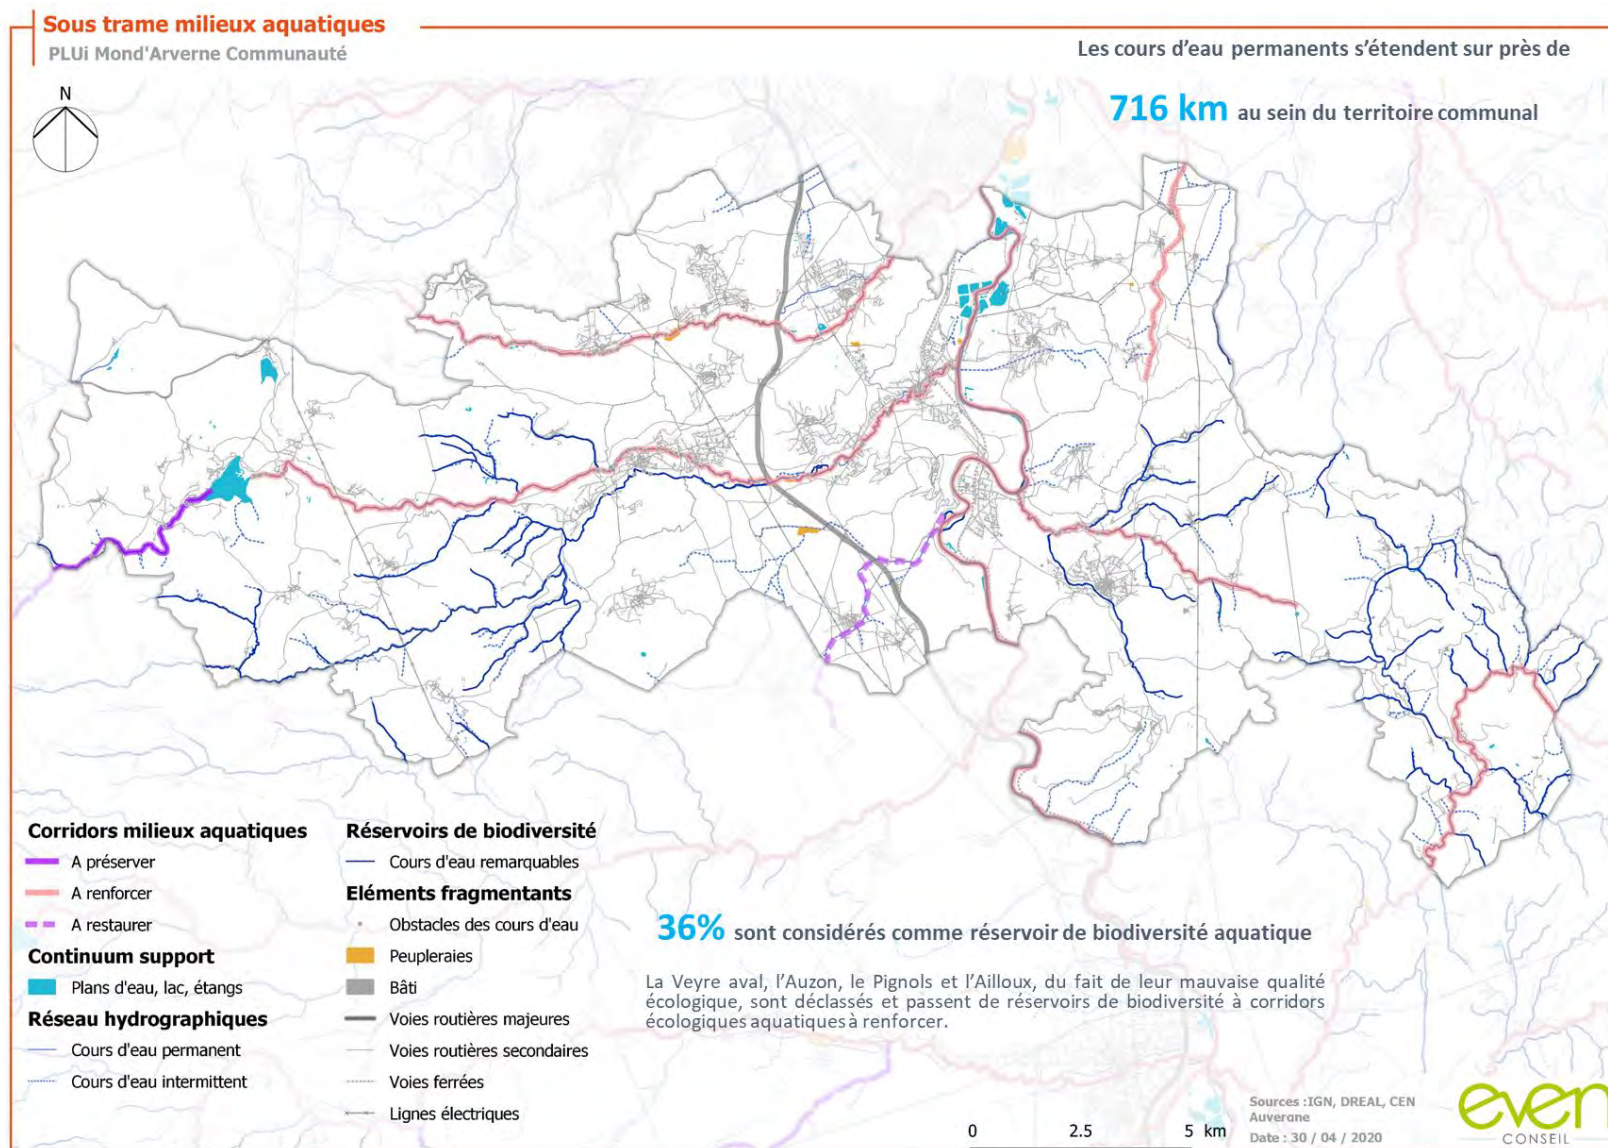 Sous trame milieux aquatiques
PLUi Mond'Arverne Communauté
Les cours d'eau permanents s'étendent sur près de
716 km au sein du territoire communal
N
Corridors milieux aquatiques
A préserver
A renforcer
A restaurer
Continuum support
Plans d'eau, lac, étangs
Réseau hydrographiques
Cours d'eau permanent
Cours d'eau intermittent
Réservoirs de biodiversité
Cours d'eau remarquables
Eléments fragmentants
Obstacles des cours d'eau
Peupleraies
Bâti
Voies routières majeures
Voies routières secondaires
Voies ferrées
Lignes électriques
36% sont considérés comme réservoir de biodiversité aquatique
La Veyre aval, l'Auzon, le Pignols et l'Ailloux, du fait de leur mauvaise qualité
écologique, sont déclassés et passent de réservoirs de biodiversité à corridors
écologiques aquatiques à renforcer.
0 2.5 5 km
Sources :IGN, DREAL, CEN
Auvergne
Date : 30 / 04 / 2020
even
CONSEIL